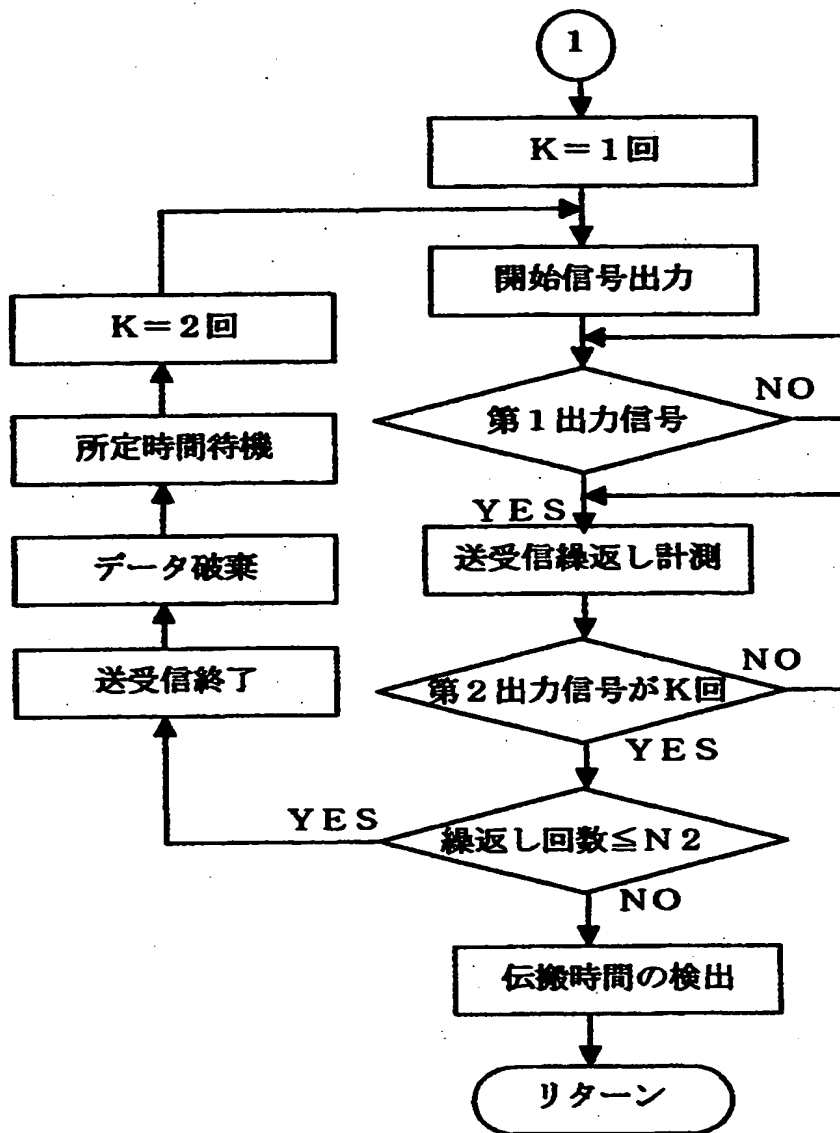 1
K=1回
開始信号出力
K=2回
NO
第1出力信号
所定時間待機
YES
送受信繰返し計測
データ破棄
NO
送受信終了
第2出力信号がK回
YES
YES
繰返し回数≦N2
NO
伝搬時間の検出
リターン